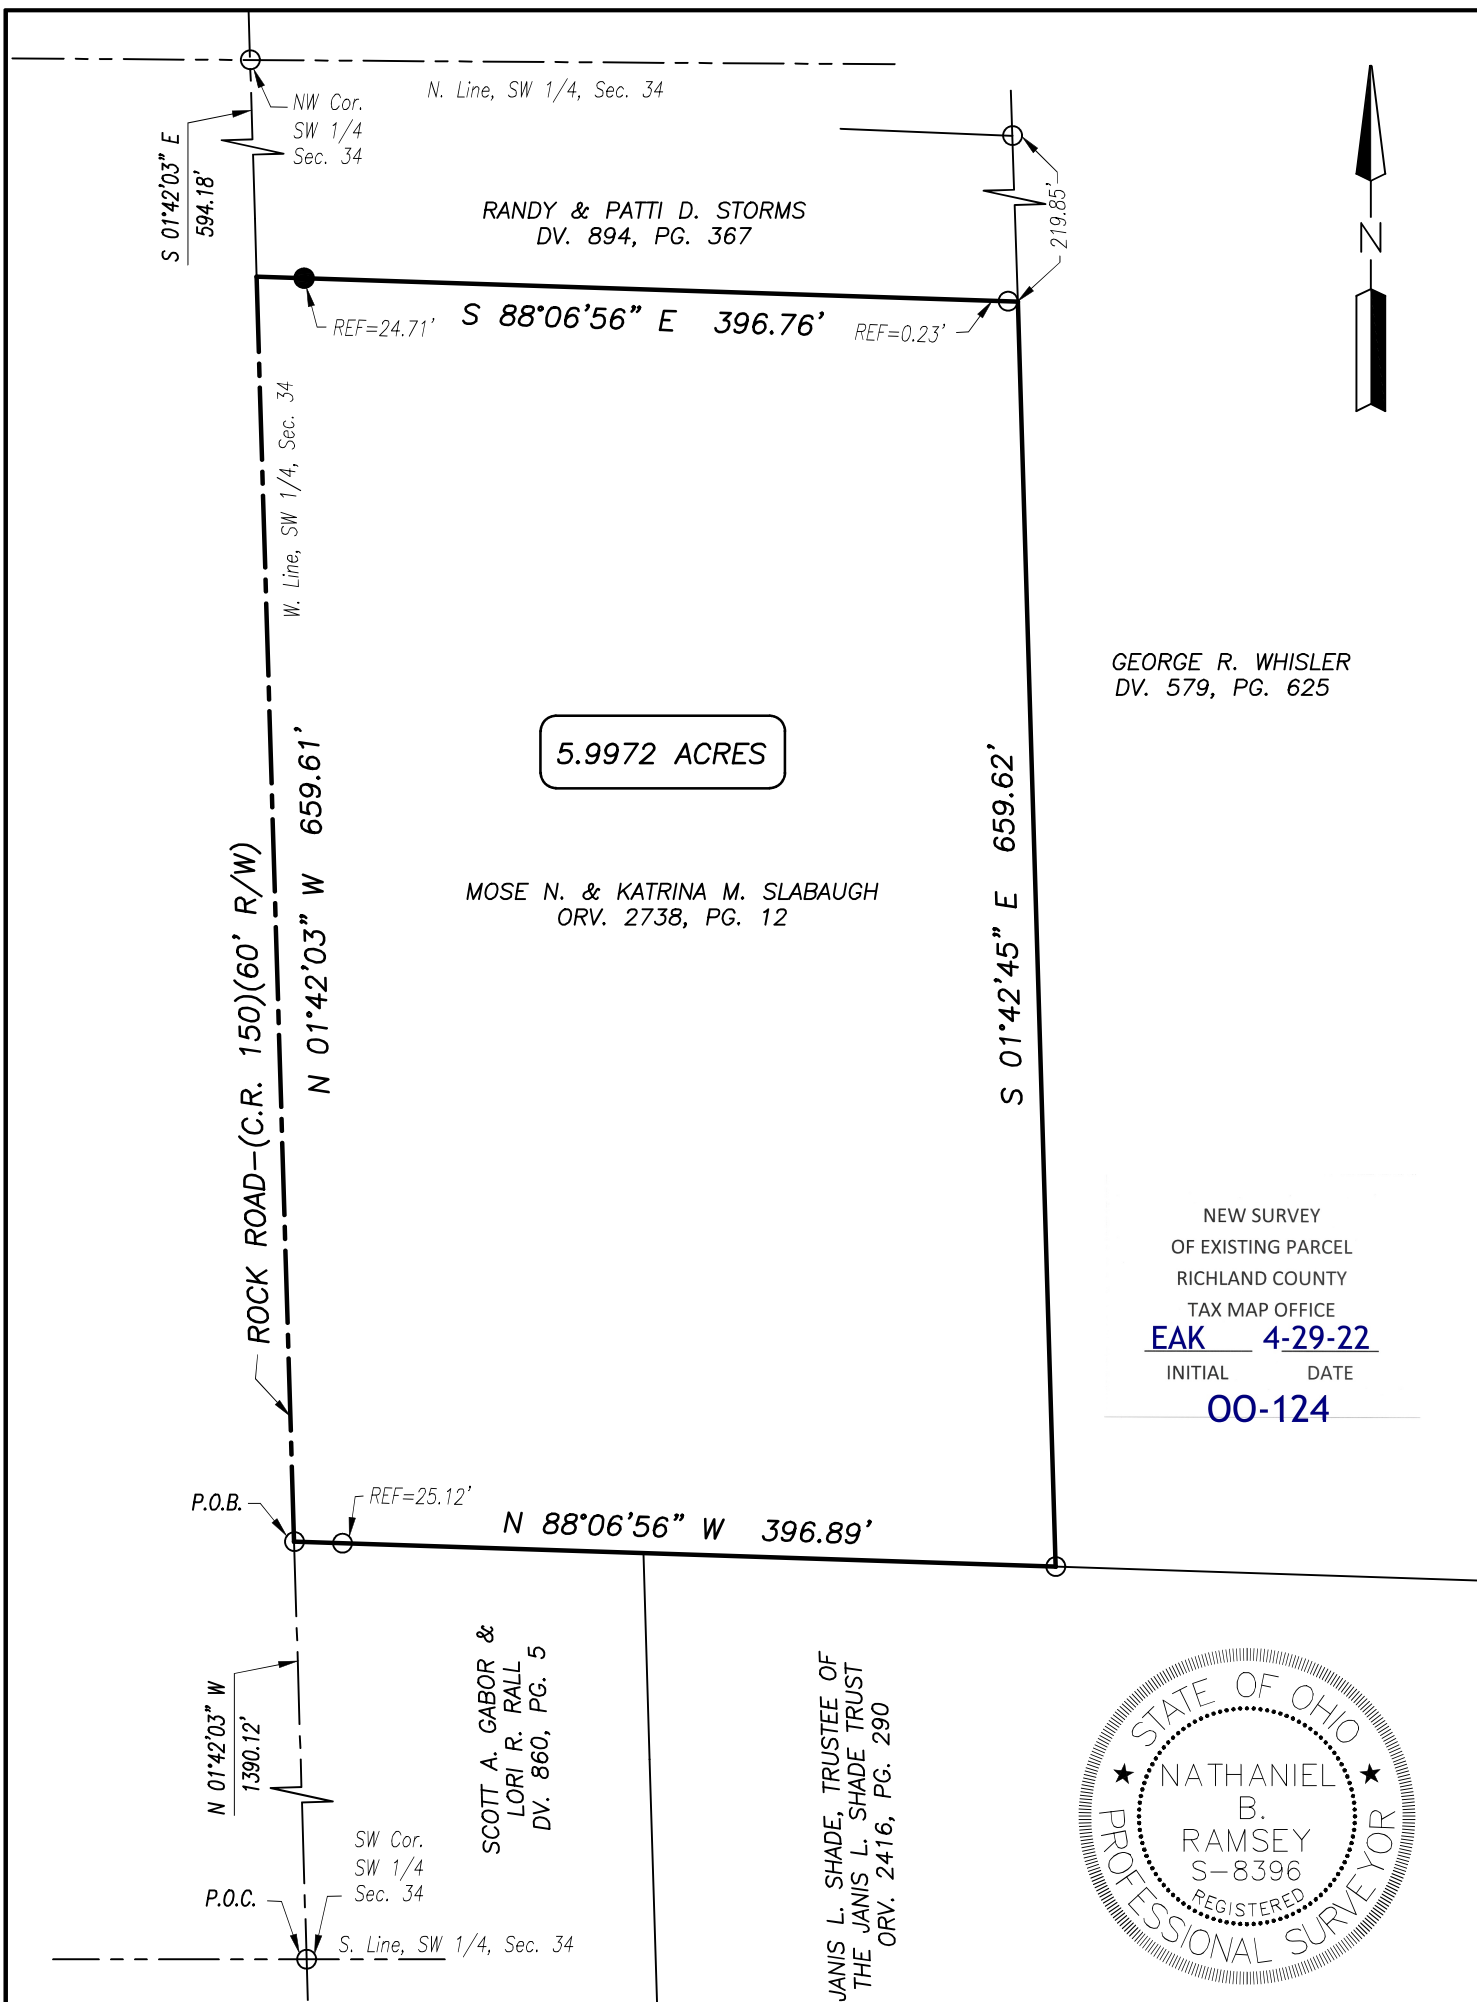 N. Line, SW 1/4, Sec. 34
NW Cor.
SW 1/4
Sec. 34
S 01°42'03" E
594.18'
RANDY & PATTI D. STORMS
DV. 894, PG. 367
219.85'
N
REF=24.71'
S 88°06'56" E 396.76'
REF=0.23'
W. Line, SW 1/4, Sec. 34
GEORGE R. WHISLER
DV. 579, PG. 625
5.9972 ACRES
N 01°42'03" W 659.61'
S 01°42'45" E 659.62'
MOSE N. & KATRINA M. SLABAUGH
ORV. 2738, PG. 12
ROCK ROAD-(C.R. 150)(60' R/W)
NEW SURVEY
OF EXISTING PARCEL
RICHLAND COUNTY
TAX MAP OFFICE
EAK 4-29-22
INITIAL DATE
OO-124
P.O.B.
REF=25.12'
N 88°06'56" W 396.89'
N 01°42'03" W
1390.12'
SCOTT A. GABOR &
LORI R. RALL
DV. 860, PG. 5
JANIS L. SHADE, TRUSTEE OF
THE JANIS L. SHADE TRUST
ORV. 2416, PG. 290
SW Cor.
SW 1/4
Sec. 34
P.O.C.
S. Line, SW 1/4, Sec. 34
STATE OF OHIO
★ NATHANIEL ★
B.
RAMSEY
S-8396
REGISTERED
PROFESSIONAL SURVEYOR